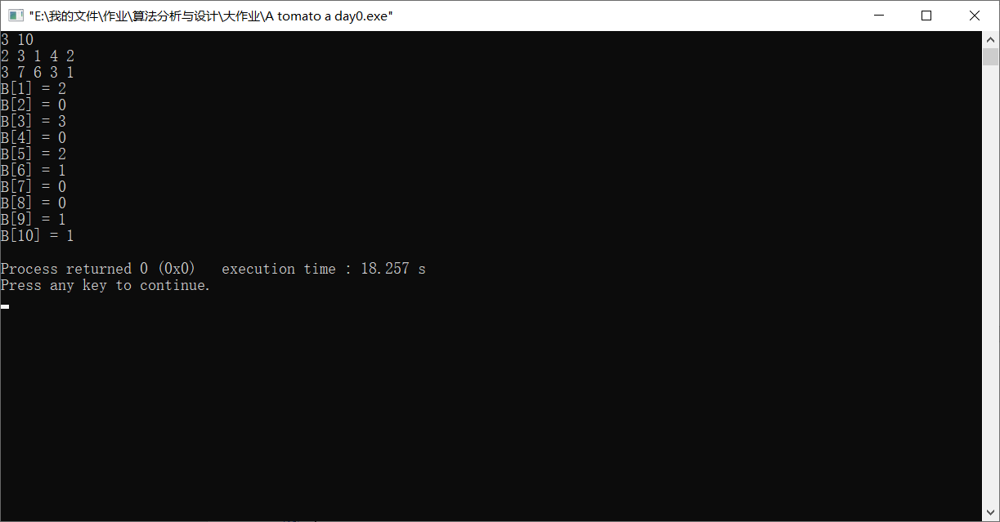 "E:\我的文件\作业\算法分析与设计\大作业\A tomato a day0.exe"
3 10
2 3 1 4 2
3 7 6 3 1
B[1] = 2
B[2] = 0
B[3] = 3
B[4] = 0
B[5] = 2
B[6] = 1
B[7] = 0
B[8] = 0
B[9] = 1
B[10] = 1
Process returned 0 (0x0)   execution time : 18.257 s
Press any key to continue.